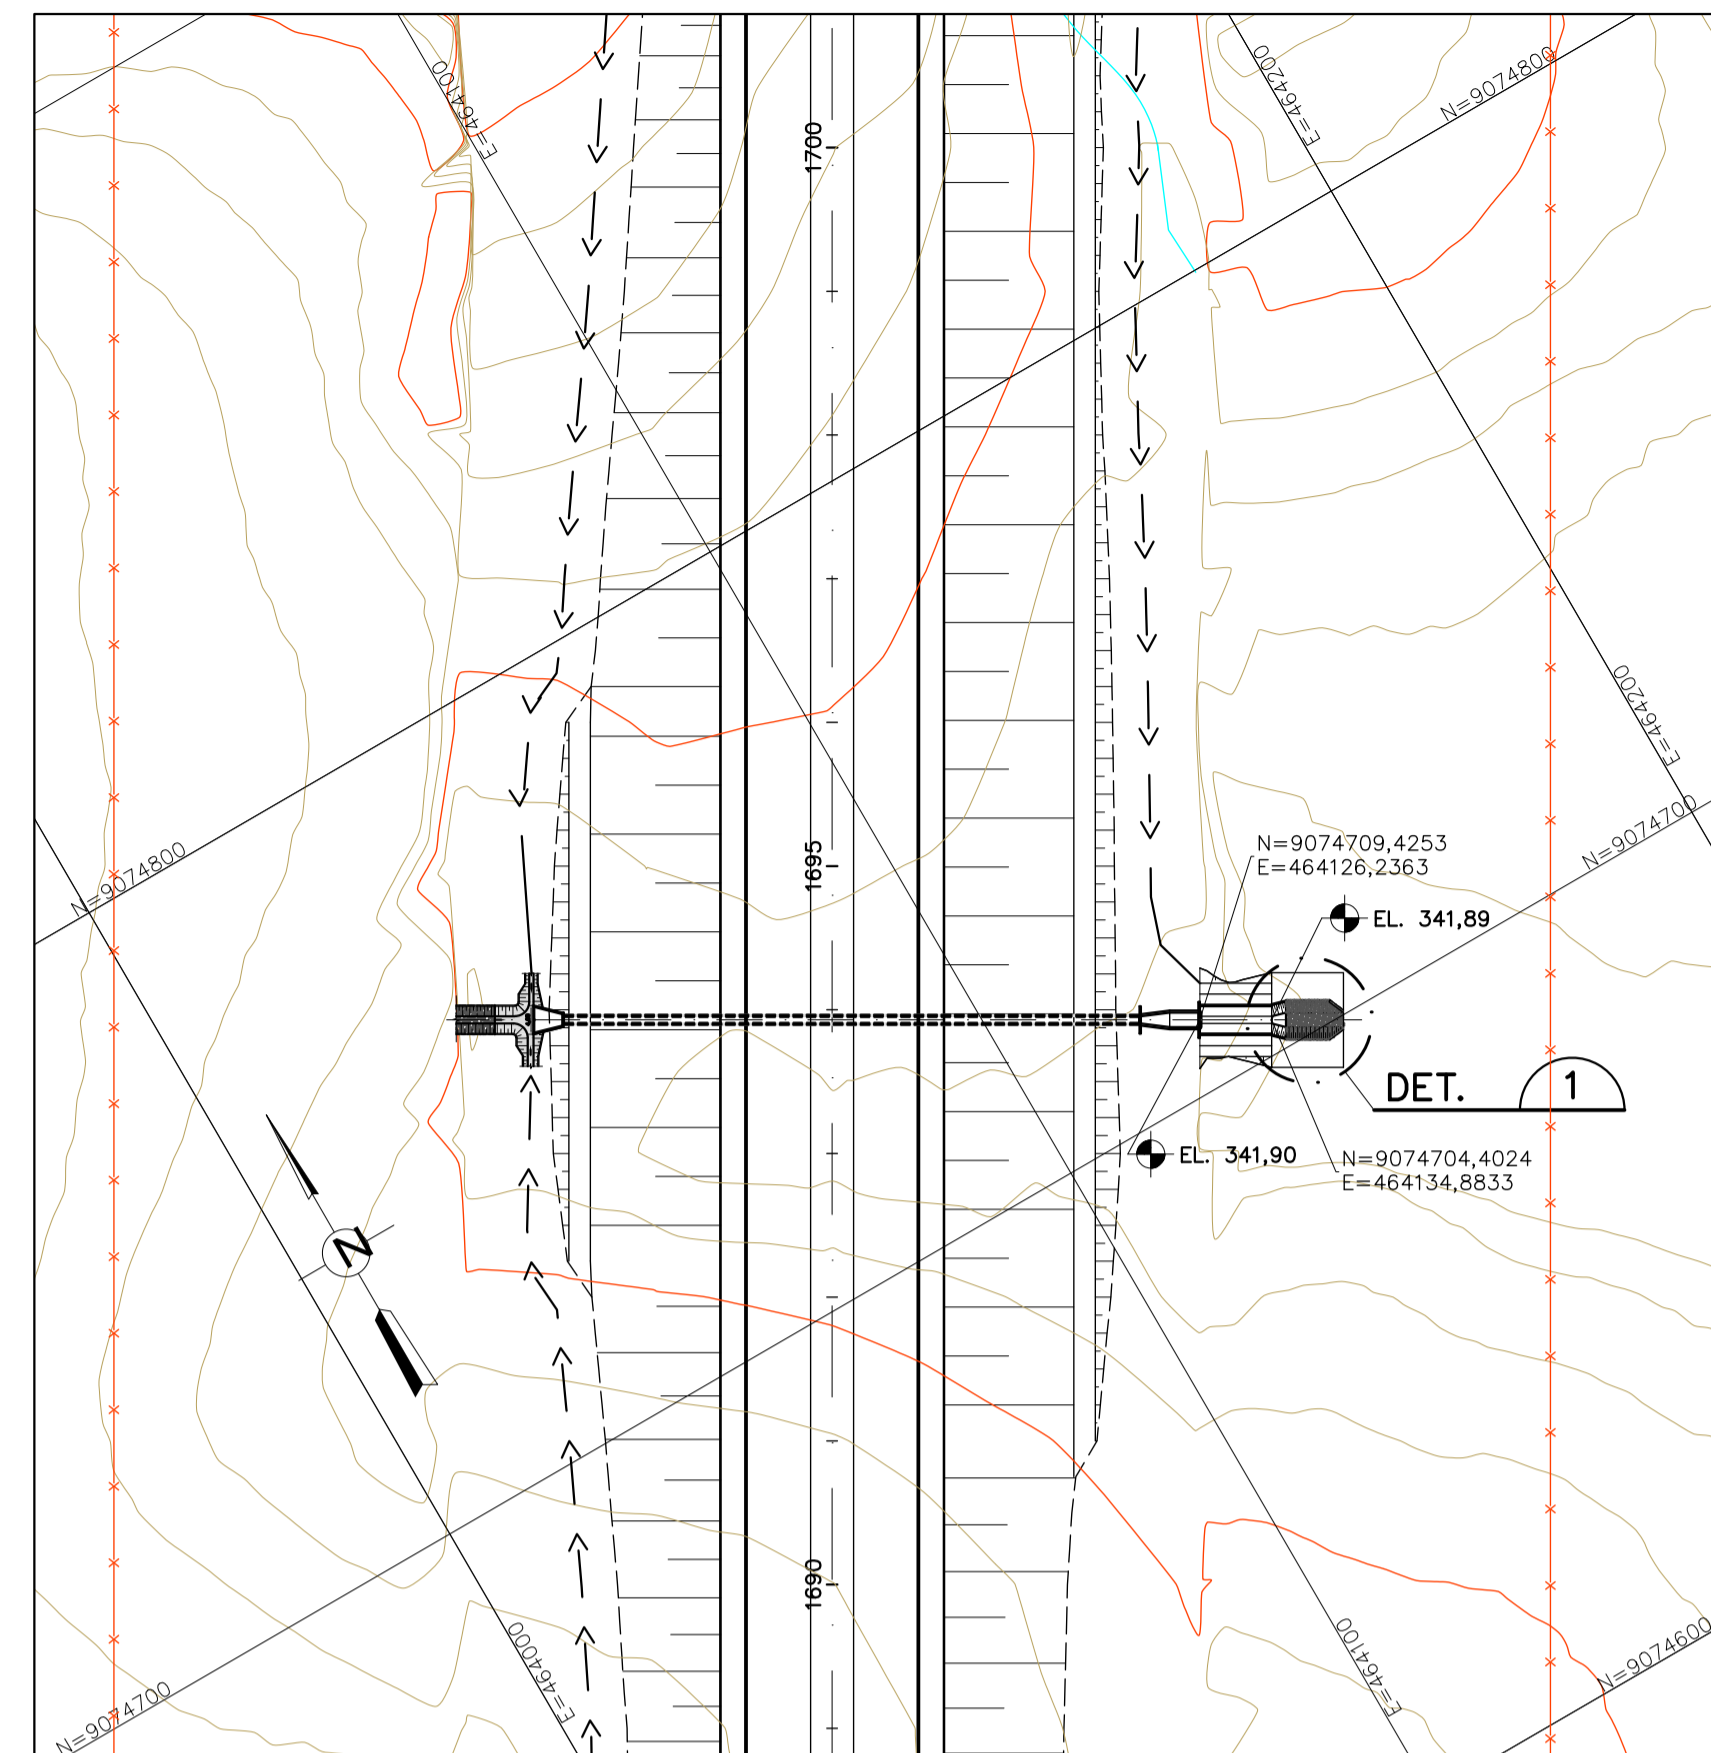 E=464100
E=464200
N=9074800
1700
E=464200
N=9074700
N=9074800
1695
N=9074709,4253
E=464126,2363
EL. 341,89
DET. 1
EL. 341,90
N=9074704,4024
E=464134,8833
N
1690
E=464000
E=464100
N=9074600
N=9074700